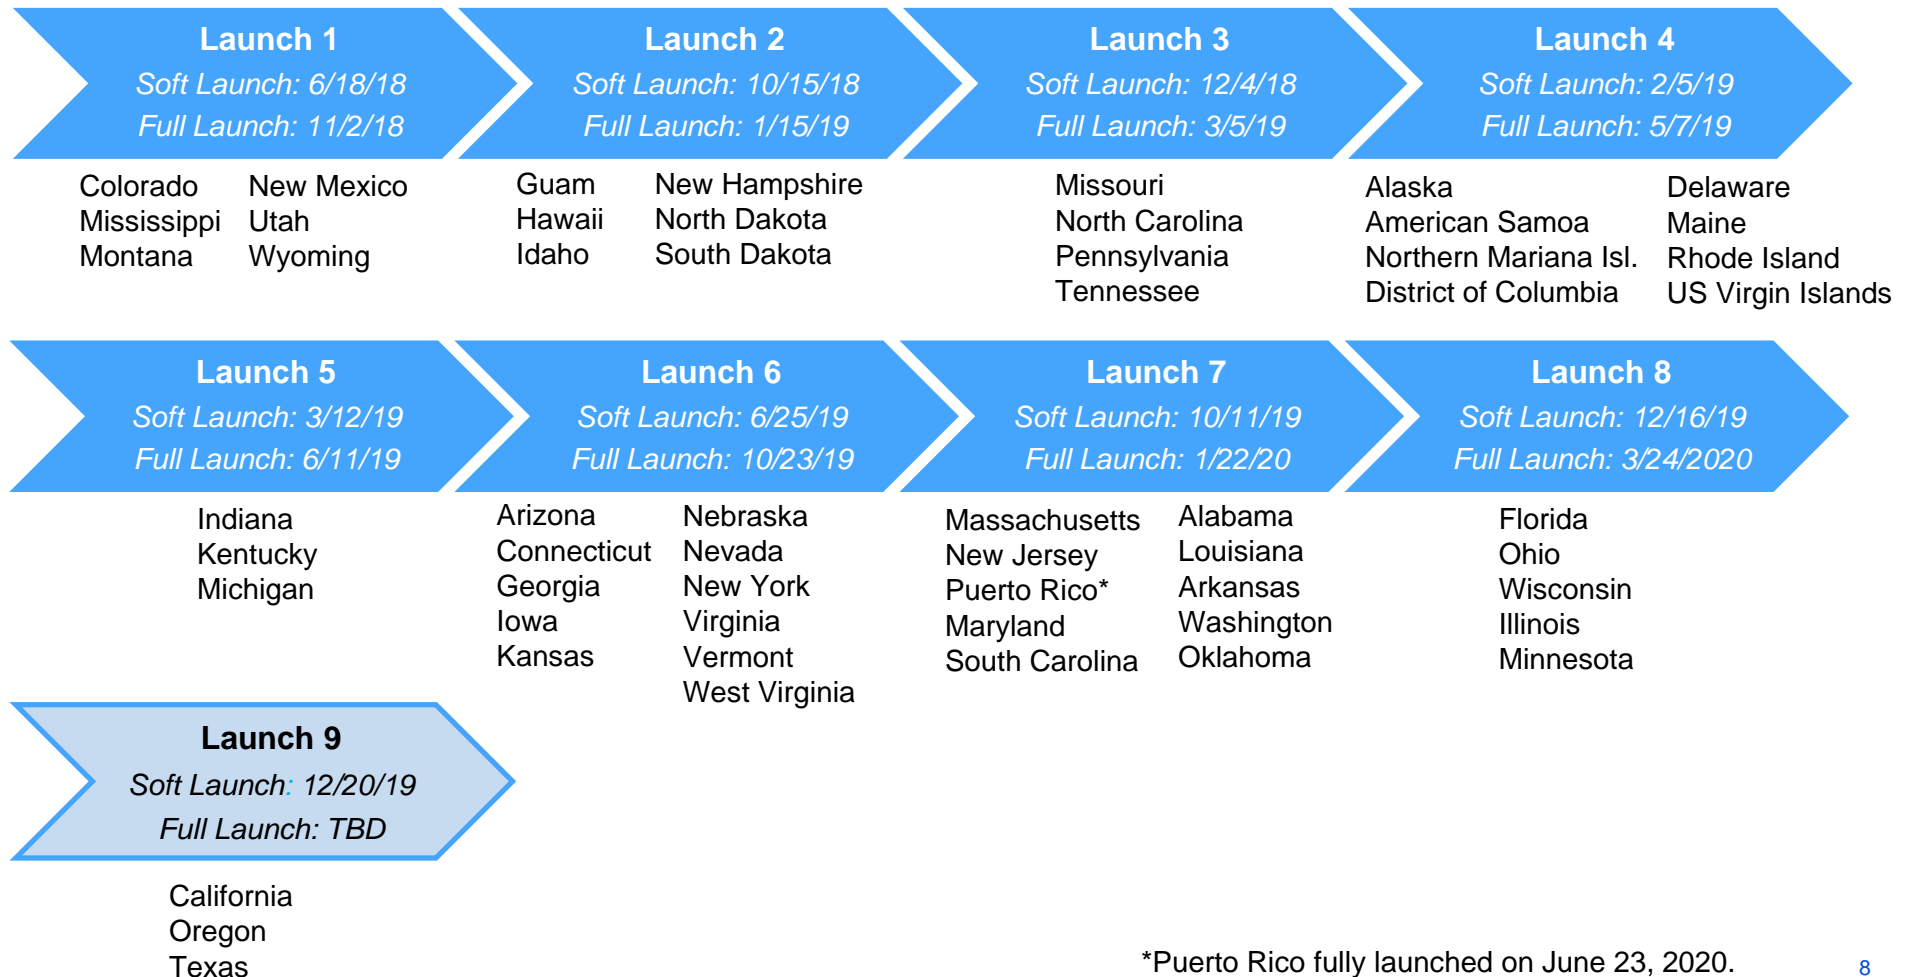 Launch 1
Soft Launch: 6/18/18
Full Launch: 11/2/18
Colorado
Mississippi
Montana
New Mexico
Utah
Wyoming
Launch 2
Soft Launch: 10/15/18
Full Launch: 1/15/19
Guam
Hawaii
Idaho
New Hampshire
North Dakota
South Dakota
Launch 3
Soft Launch: 12/4/18
Full Launch: 3/5/19
Missouri
North Carolina
Pennsylvania
Tennessee
Launch 4
Soft Launch: 2/5/19
Full Launch: 5/7/19
Alaska
American Samoa
Northern Mariana Isl.
District of Columbia
Delaware
Maine
Rhode Island
US Virgin Islands
Launch 5
Soft Launch: 3/12/19
Full Launch: 6/11/19
Indiana
Kentucky
Michigan
Launch 6
Soft Launch: 6/25/19
Full Launch: 10/23/19
Arizona
Connecticut
Georgia
Iowa
Kansas
Nebraska
Nevada
New York
Virginia
Vermont
West Virginia
Launch 7
Soft Launch: 10/11/19
Full Launch: 1/22/20
Massachusetts
New Jersey
Puerto Rico*
Maryland
South Carolina
Alabama
Louisiana
Arkansas
Washington
Oklahoma
Launch 8
Soft Launch: 12/16/19
Full Launch: 3/24/2020
Florida
Ohio
Wisconsin
Illinois
Minnesota
Launch 9
Soft Launch: 12/20/19
Full Launch: TBD
California
Oregon
Texas
*Puerto Rico fully launched on June 23, 2020.
8